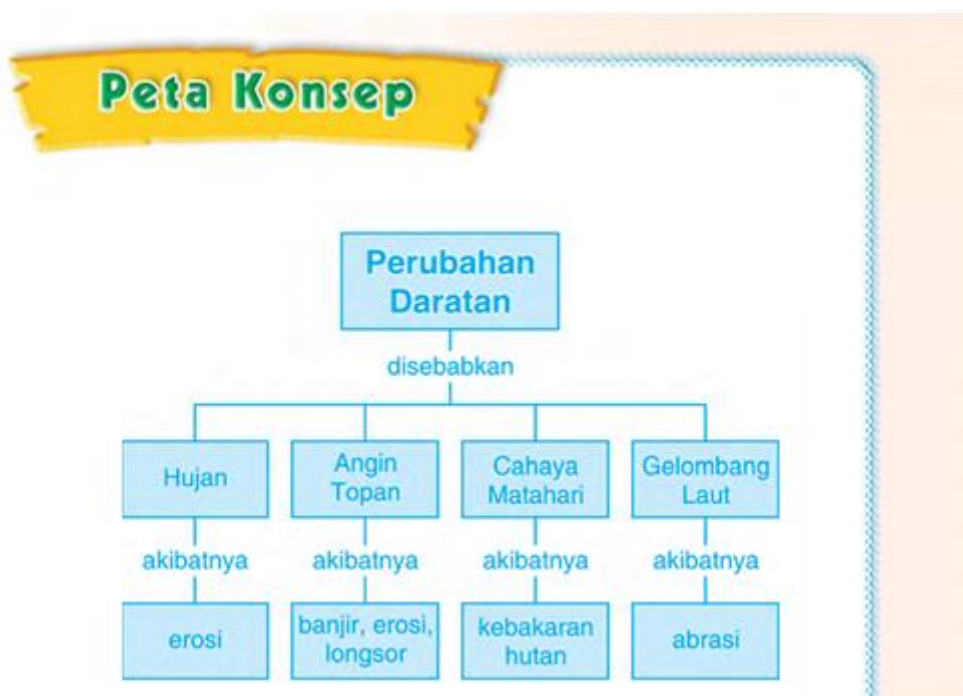 Peta Konsep
Perubahan
Daratan
disebabkan
Hujan
Angin
Topan
Cahaya
Matahari
Gelombang
Laut
akibatnya
akibatnya
akibatnya
akibatnya
erosi
banjir, erosi,
longsor
kebakaran
hutan
abrasi